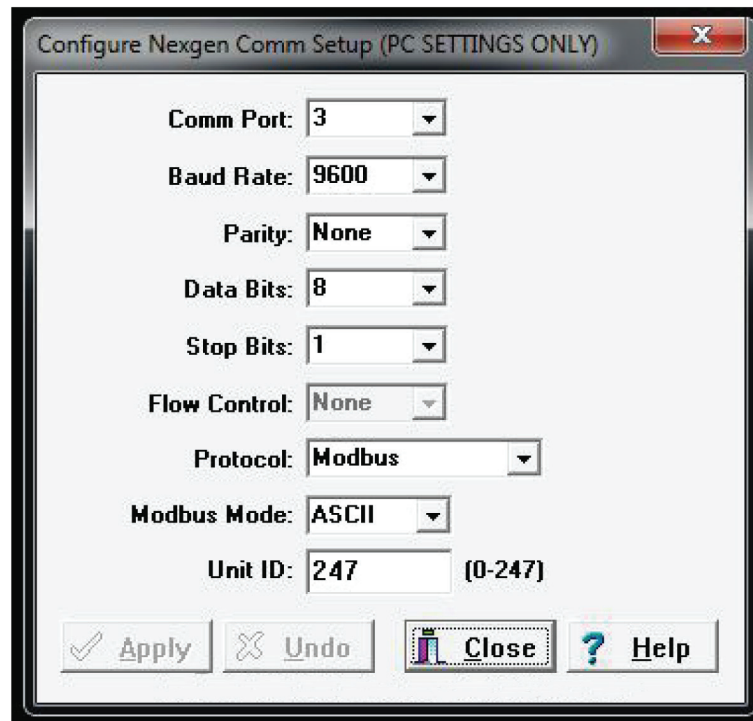 Configure Nexgen Comm Setup (PC SETTINGS ONLY)
Comm Port: 3
Baud Rate: 9600
Parity: None
Data Bits: 8
Stop Bits: 1
Flow Control: None
Protocol: Modbus
Modbus Mode: ASCII
Unit ID: 247 (0-247)
Apply Undo Close ? Help